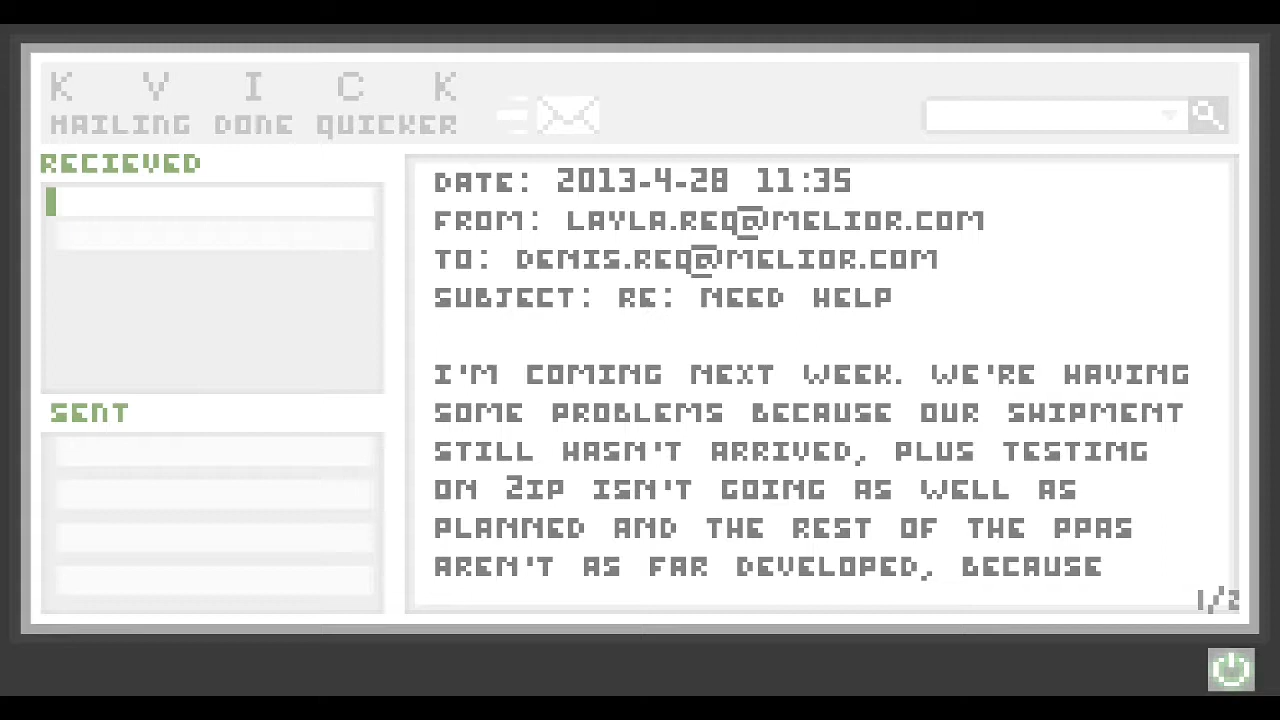 K V I C K
MAILING DONE QUICKER
RECIEVED
SENT
DATE: 2013-4-28 11:35
FROM: LAYLA.REQ@MELIOR.COM
TO: DENIS.REQ@MELIOR.COM
SUBJECT: RE: NEED HELP
I'M COMING NEXT WEEK. WE'RE HAVING
SOME PROBLEMS BECAUSE OUR SHIPMENT
STILL HASN'T ARRIVED, PLUS TESTING
ON ZIP ISN'T GOING AS WELL AS
PLANNED AND THE REST OF THE PPAS
AREN'T AS FAR DEVELOPED, BECAUSE
1/2